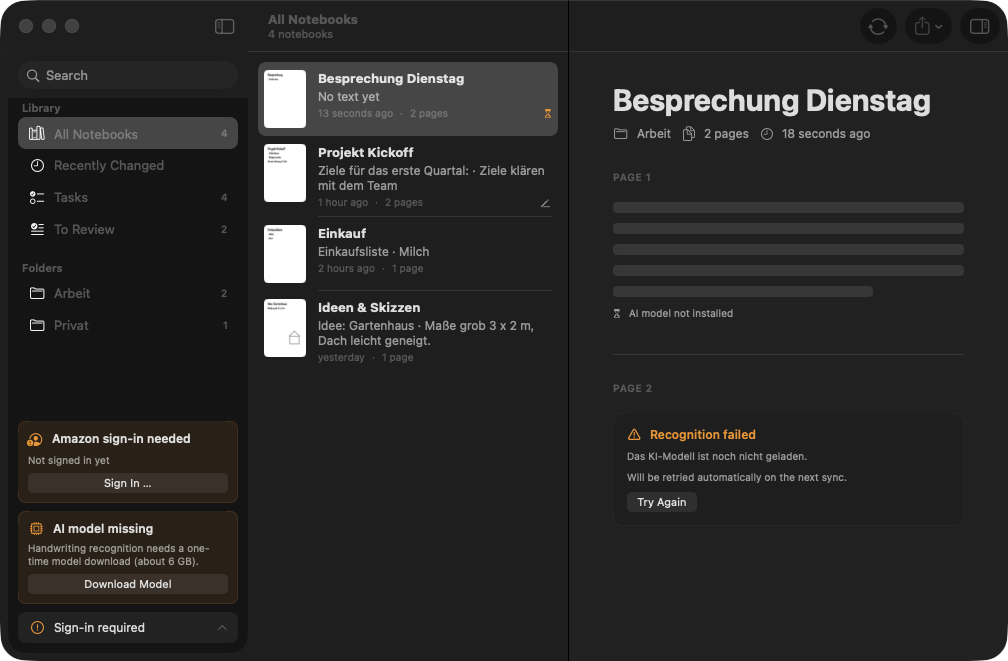 All Notebooks
4 notebooks
Search
Library
All Notebooks 4
Recently Changed
Tasks 4
To Review 2
Folders
Arbeit 2
Privat 1
Amazon sign-in needed
Not signed in yet
Sign In ...
AI model missing
Handwriting recognition needs a one-
time model download (about 6 GB).
Download Model
Sign-in required
Besprechung Dienstag
No text yet
13 seconds ago · 2 pages
Projekt Kickoff
Ziele für das erste Quartal: · Ziele klären
mit dem Team
1 hour ago · 2 pages
Einkauf
Einkaufsliste · Milch
2 hours ago · 1 page
Ideen & Skizzen
Idee: Gartenhaus · Maße grob 3 x 2 m,
Dach leicht geneigt.
yesterday · 1 page
Besprechung Dienstag
Arbeit 2 pages 18 seconds ago
PAGE 1
AI model not installed
PAGE 2
Recognition failed
Das KI-Modell ist noch nicht geladen.
Will be retried automatically on the next sync.
Try Again